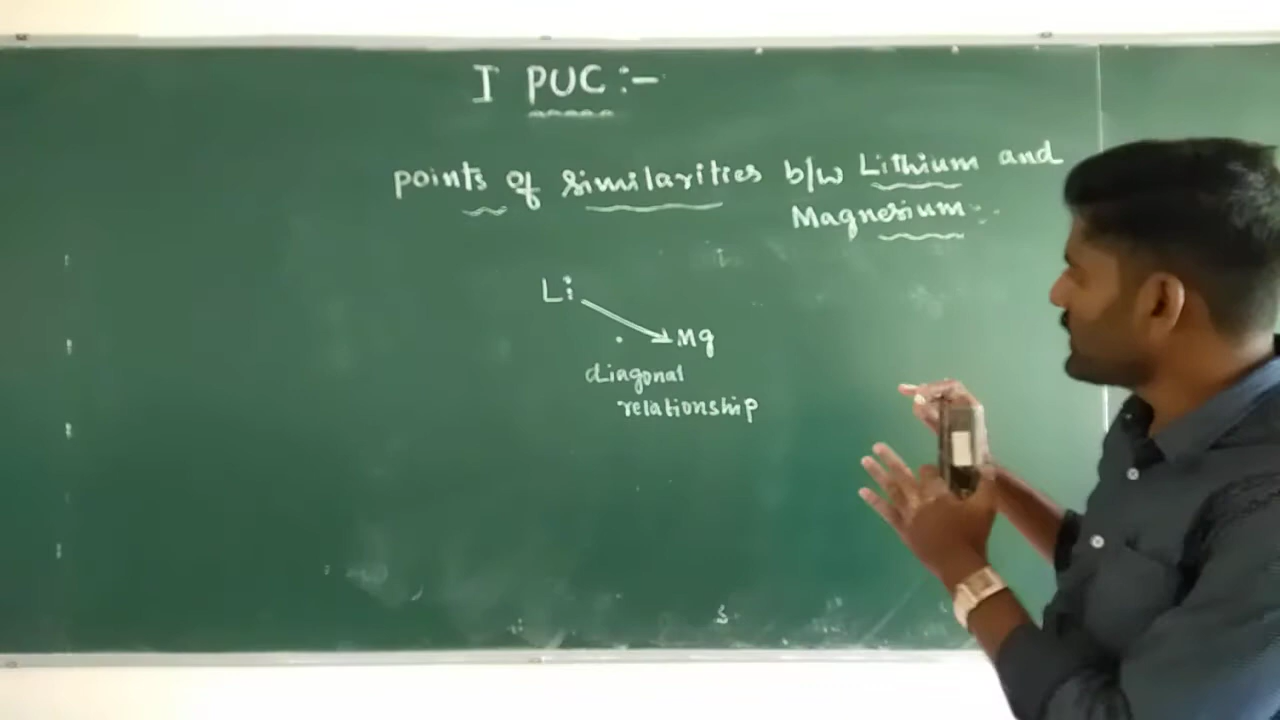 I PUC:-
points of similarities b/w Lithium and
Magnesium:-
Li
Mg
diagonal
relationship